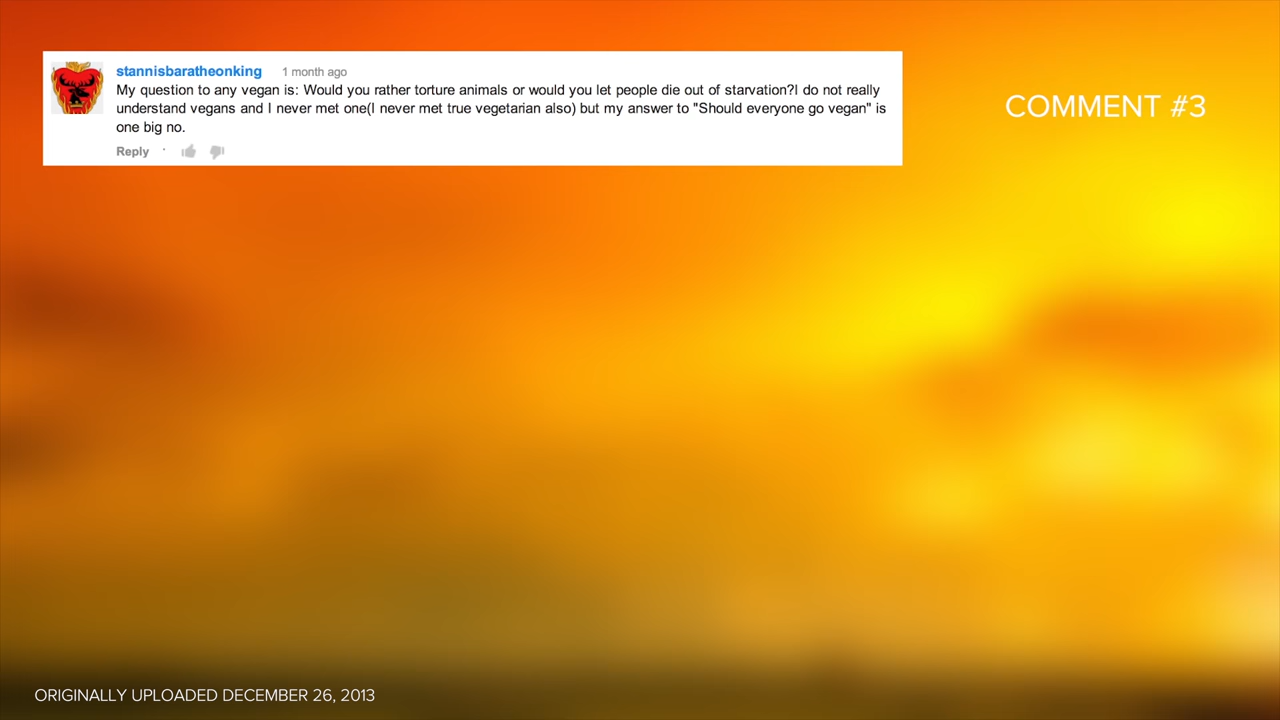 stannisbaratheonking 1 month ago
My question to any vegan is: Would you rather torture animals or would you let people die out of starvation?I do not really
understand vegans and I never met one(I never met true vegetarian also) but my answer to "Should everyone go vegan" is
one big no.
Reply ·
COMMENT #3
ORIGINALLY UPLOADED DECEMBER 26, 2013